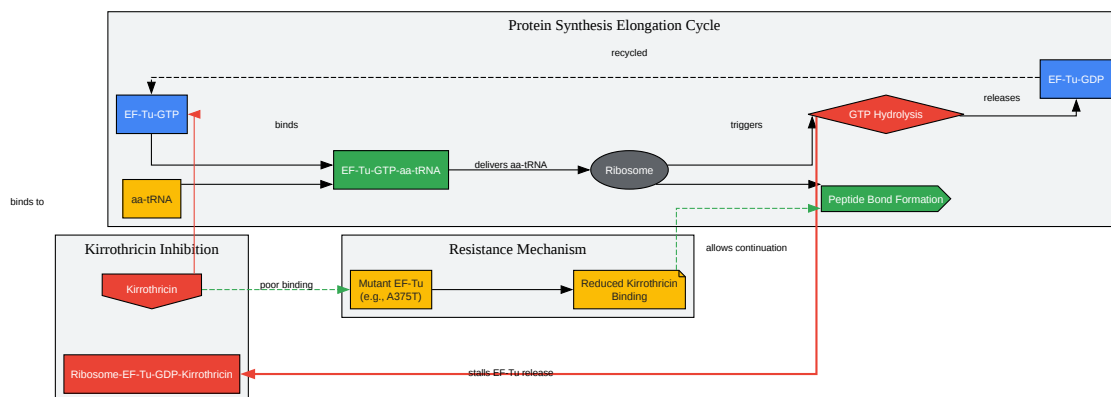 Protein Synthesis Elongation Cycle
recycled
EF-Tu-GDP
EF-Tu-GTP
binds
triggers
GTP Hydrolysis
releases
EF-Tu-GTP-aa-tRNA
delivers aa-tRNA
Ribosome
aa-tRNA
Peptide Bond Formation
binds to
Kirrothricin Inhibition
Resistance Mechanism
allows continuation
Kirrothricin
poor binding
Mutant EF-Tu
(e.g., A375T)
Reduced Kirrothricin
Binding
Ribosome-EF-Tu-GDP-Kirrothricin
stalls EF-Tu release